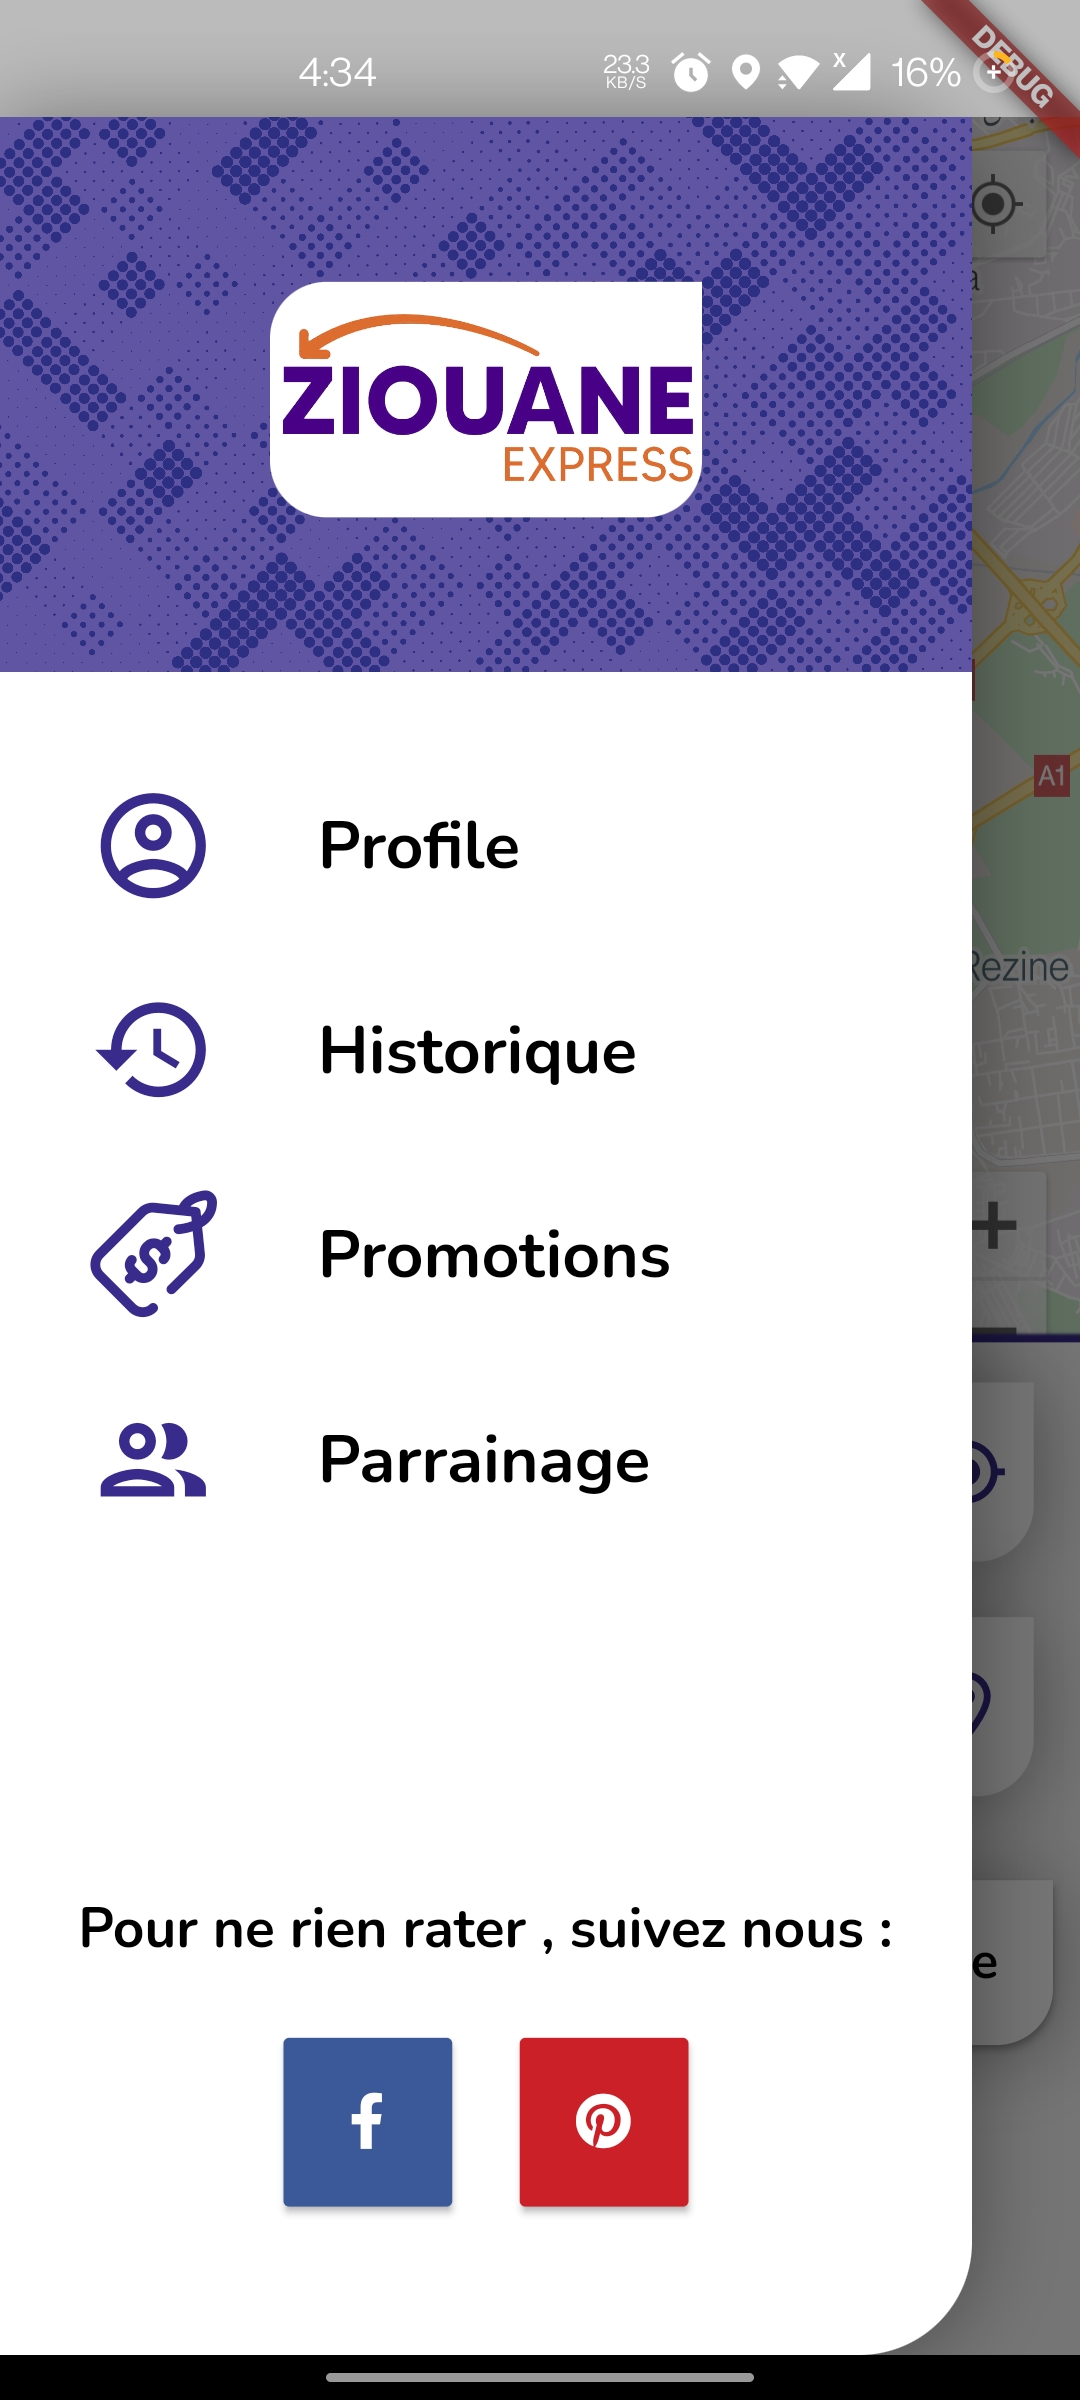 4:34
23.3
KB/S
X
16%
DEBUG
ZIOUANE
EXPRESS
A1
Profile
Rezine
Historique
Promotions
Parrainage
Pour ne rien rater , suivez nous :
e